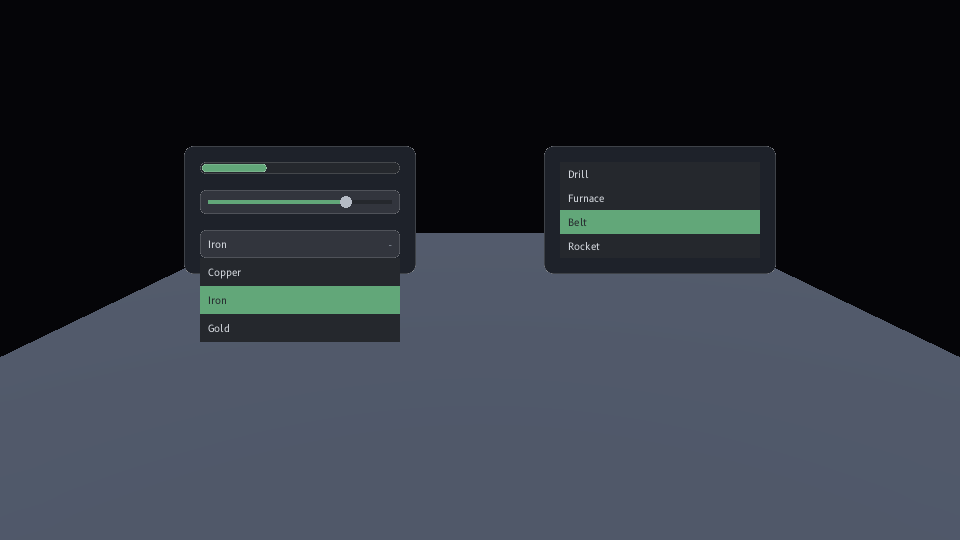 Iron -
Copper
Iron
Gold
Drill
Furnace
Belt
Rocket